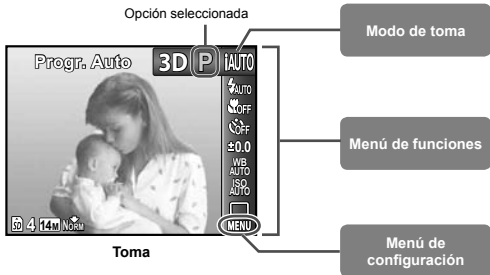 Opción seleccionada
Modo de toma
Progr. Auto 3D P iAUTO
AUTO
OFF
OFF
±0.0
WB
AUTO
ISO
AUTO
Menú de funciones
SD 4 14M NORM
MENU
Toma
Menú de
configuración